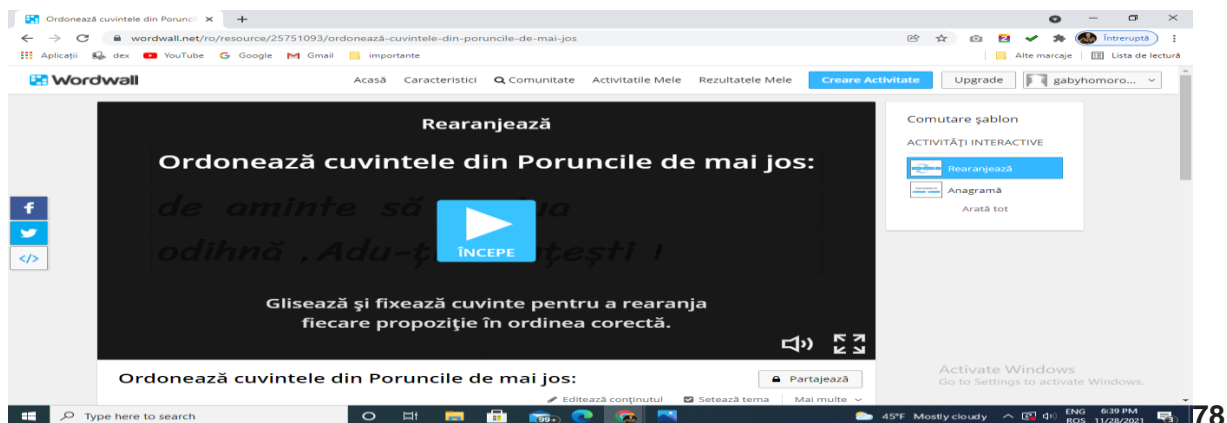 Ordonează cuvintele din Porunci
wordwall.net/ro/resource/25751093/ordonează-cuvintele-din-poruncile-de-mai-jos
Întreruptă
Aplicații dex YouTube Google Gmail importante Alte marcaje Lista de lectură
Wordwall Acasă Caracteristici Comunitate Activitatile Mele Rezultatele Mele Creare Activitate Upgrade gabyhomoro...
Rearanjează
Ordonează cuvintele din Poruncile de mai jos:
de aminte să
odihnă , Adu-ți !
ÎNCEPE
Glisează şi fixează cuvinte pentru a rearanja
fiecare propoziţie în ordinea corectă.
Comutare şablon
ACTIVITĂŢI INTERACTIVE
Rearanjează
Anagramă
Arată tot
Ordonează cuvintele din Poruncile de mai jos:
Partajează
Editează conținutul Setează tema Mai multe
Activate Windows
Go to Settings to activate Windows.
Type here to search
99+
45°F Mostly cloudy
ENG
ROS
6:39 PM
11/28/2021
3
78